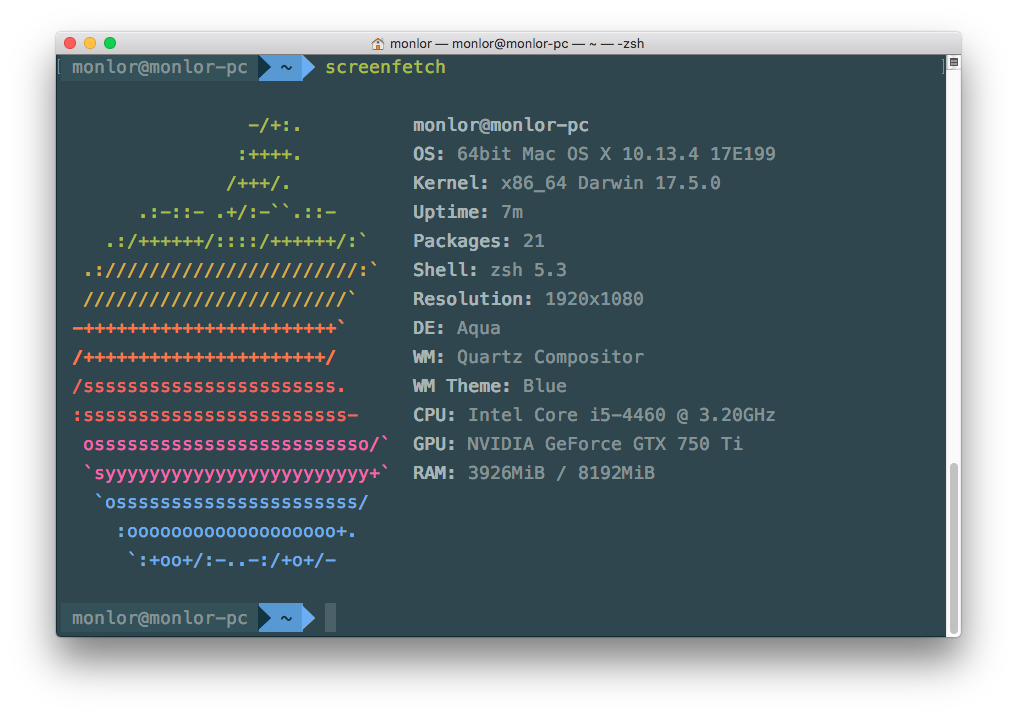 monlor — monlor@monlor-pc — ~ — -zsh
monlor@monlor-pc ~ screenfetch
-/+:. monlor@monlor-pc
:++++. OS: 64bit Mac OS X 10.13.4 17E199
/+++/. Kernel: x86_64 Darwin 17.5.0
.:-::- .+/:-``.::- Uptime: 7m
.:/++++++/::::/++++++/:` Packages: 21
.:///////////////////////:` Shell: zsh 5.3
////////////////////////` Resolution: 1920x1080
-+++++++++++++++++++++++` DE: Aqua
/++++++++++++++++++++++/ WM: Quartz Compositor
/sssssssssssssssssssssss. WM Theme: Blue
:ssssssssssssssssssssssss- CPU: Intel Core i5-4460 @ 3.20GHz
osssssssssssssssssssssssso/` GPU: NVIDIA GeForce GTX 750 Ti
`syyyyyyyyyyyyyyyyyyyyyyyy+` RAM: 3926MiB / 8192MiB
`ossssssssssssssssssssss/
:ooooooooooooooooooo+.
`:+oo+/:-..-:/+o+/-
monlor@monlor-pc ~